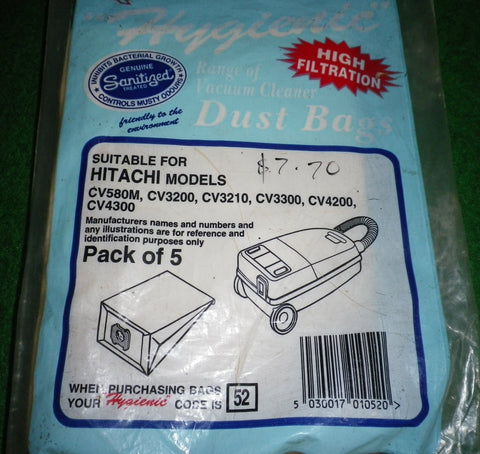 "Hygienic"
HIGH
FILTRATION
INHIBITS BACTERIAL GROWTH
GENUINE
Sanitized
TREATED
CONTROLS MUSTY ODOURS
friendly to the
environment
Range of
Vacuum Cleaner
Dust Bags
SUITABLE FOR
HITACHI MODELS
$7.70
CV580M, CV3200, CV3210, CV3300, CV4200,
CV4300
Manufacturers names and numbers and
any illustrations are for reference and
identification purposes only
Pack of 5
WHEN PURCHASING BAGS
YOUR Hygienic CODE IS 52
5 030017 010520 >